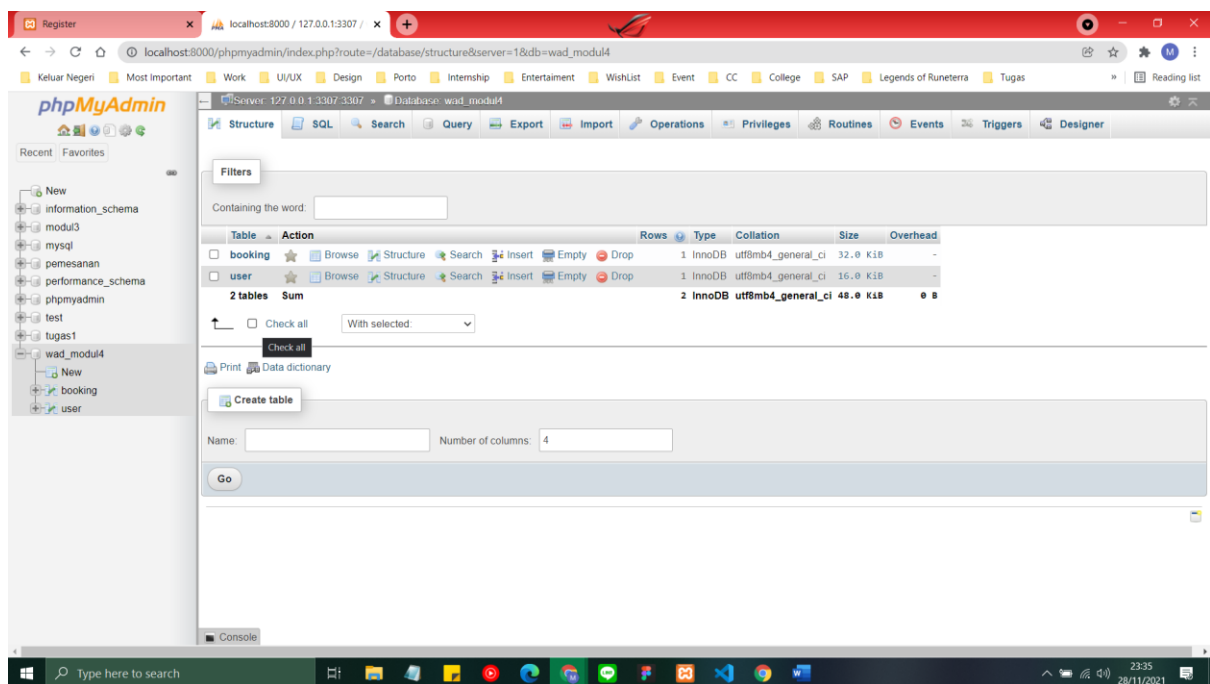 Register
localhost:8000 / 127.0.0.1:3307 /
localhost:8000/phpmyadmin/index.php?route=/database/structure&server=1&db=wad_modul4
M
Keluar Negeri Most Important Work UI/UX Design Porto Internship Entertaiment WishList Event CC College SAP Legends of Runeterra Tugas » Reading list
phpMyAdmin
Recent Favorites
New
information_schema
modul3
mysql
pemesanan
performance_schema
phpmyadmin
test
tugas1
wad_modul4
New
booking
user
Server: 127.0.0.1:3307:3307 » Database: wad_modul4
Structure SQL Search Query Export Import Operations Privileges Routines Events Triggers Designer
Filters
Containing the word:
Table Action Rows Type Collation Size Overhead
booking Browse Structure Search Insert Empty Drop 1 InnoDB utf8mb4_general_ci 32.0 KiB -
user Browse Structure Search Insert Empty Drop 1 InnoDB utf8mb4_general_ci 16.0 KiB -
2 tables Sum 2 InnoDB utf8mb4_general_ci 48.0 KiB 0 B
Check all With selected:
Check all
Print Data dictionary
Create table
Name: Number of columns: 4
Go
Console
Type here to search
23:35
28/11/2021